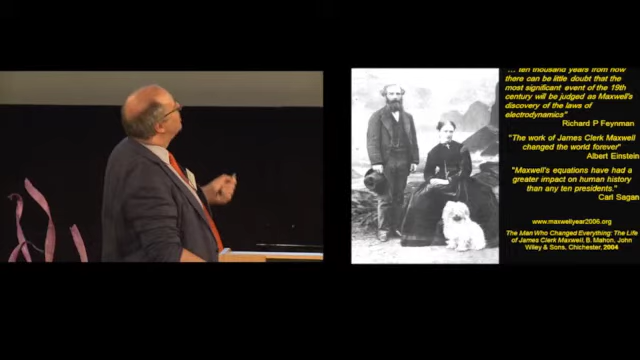 ... ten thousand years from now
there can be little doubt that the
most significant event of the 19th
century will be judged as Maxwell's
discovery of the laws of
electrodynamics"
Richard P Feynman
"The work of James Clerk Maxwell
changed the world forever"
Albert Einstein
"Maxwell's equations have had a
greater impact on human history
than any ten presidents."
Carl Sagan
www.maxwellyear2006.org
The Man Who Changed Everything: The Life
of James Clerk Maxwell, B. Mahon, John
Wiley & Sons, Chichester, 2004